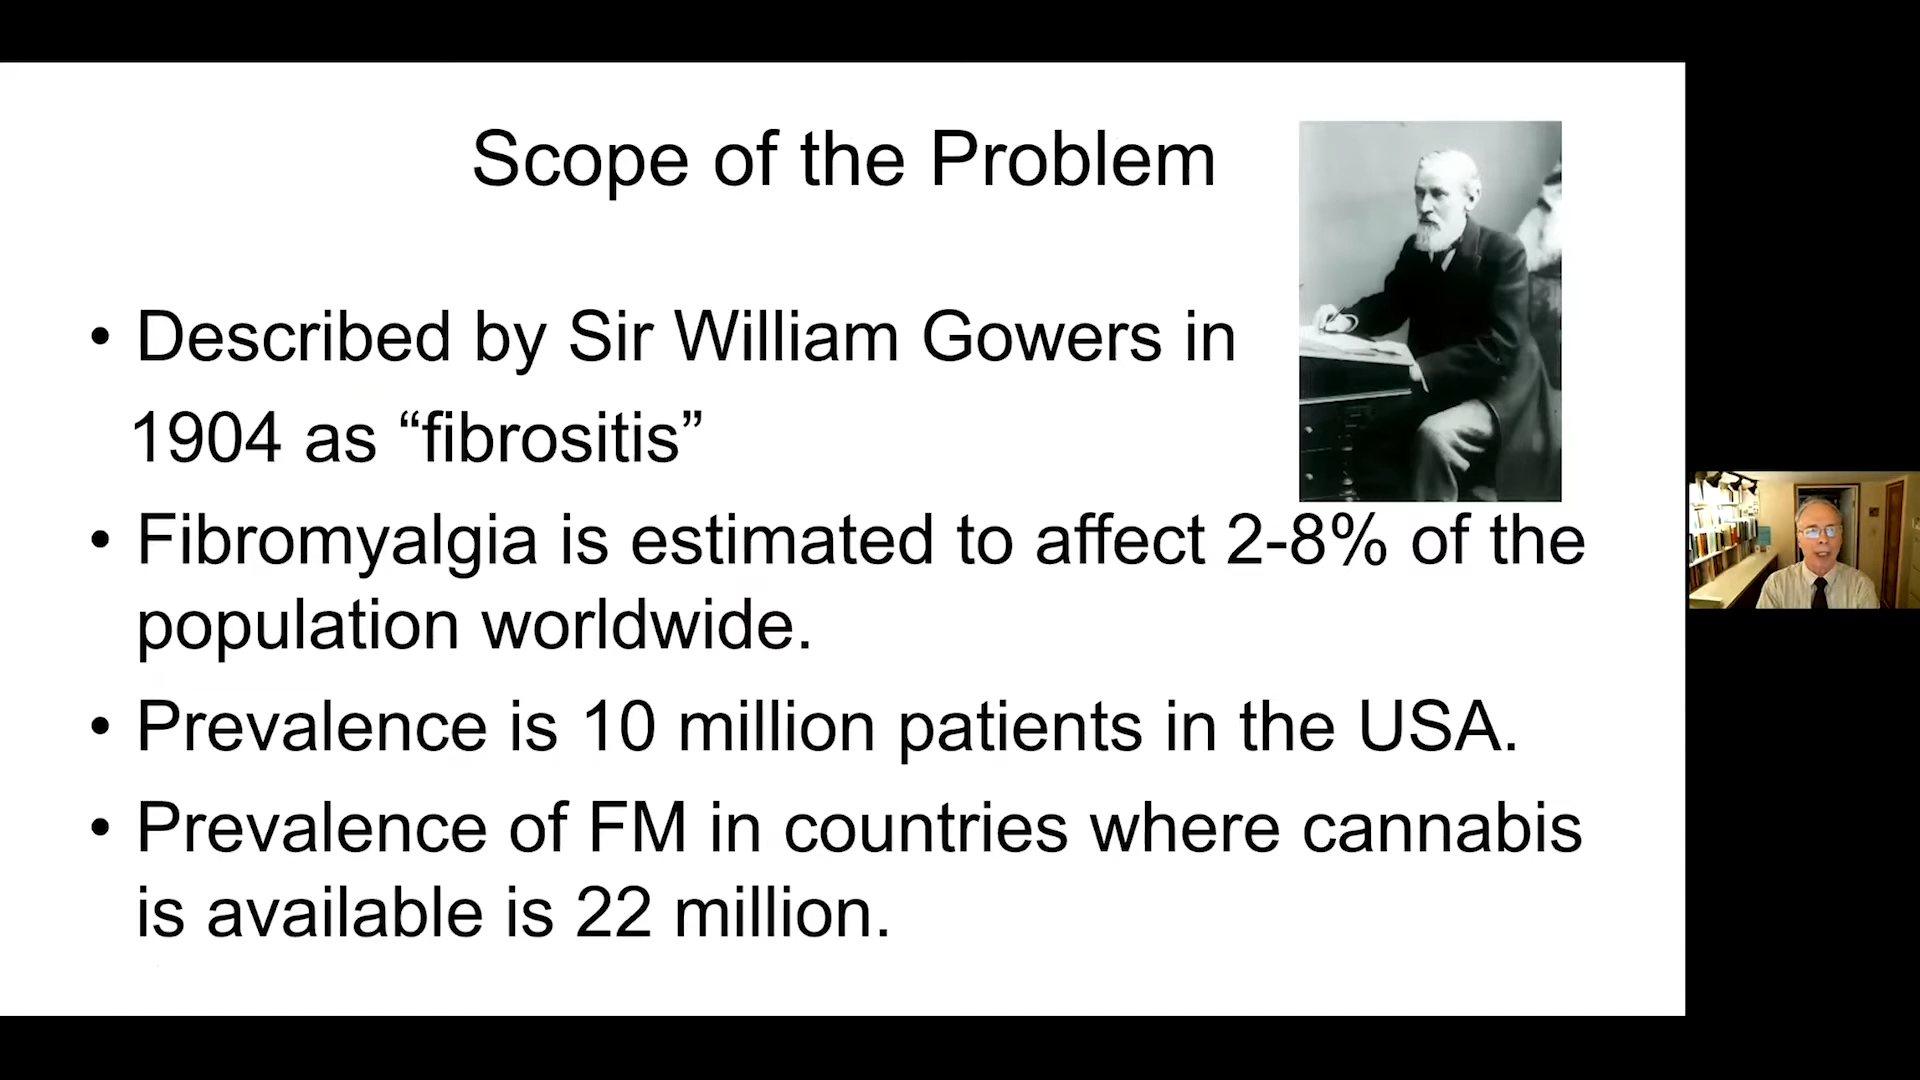 Scope of the Problem
• Described by Sir William Gowers in
1904 as “fibrositis”
• Fibromyalgia is estimated to affect 2-8% of the
population worldwide.
• Prevalence is 10 million patients in the USA.
• Prevalence of FM in countries where cannabis
is available is 22 million.